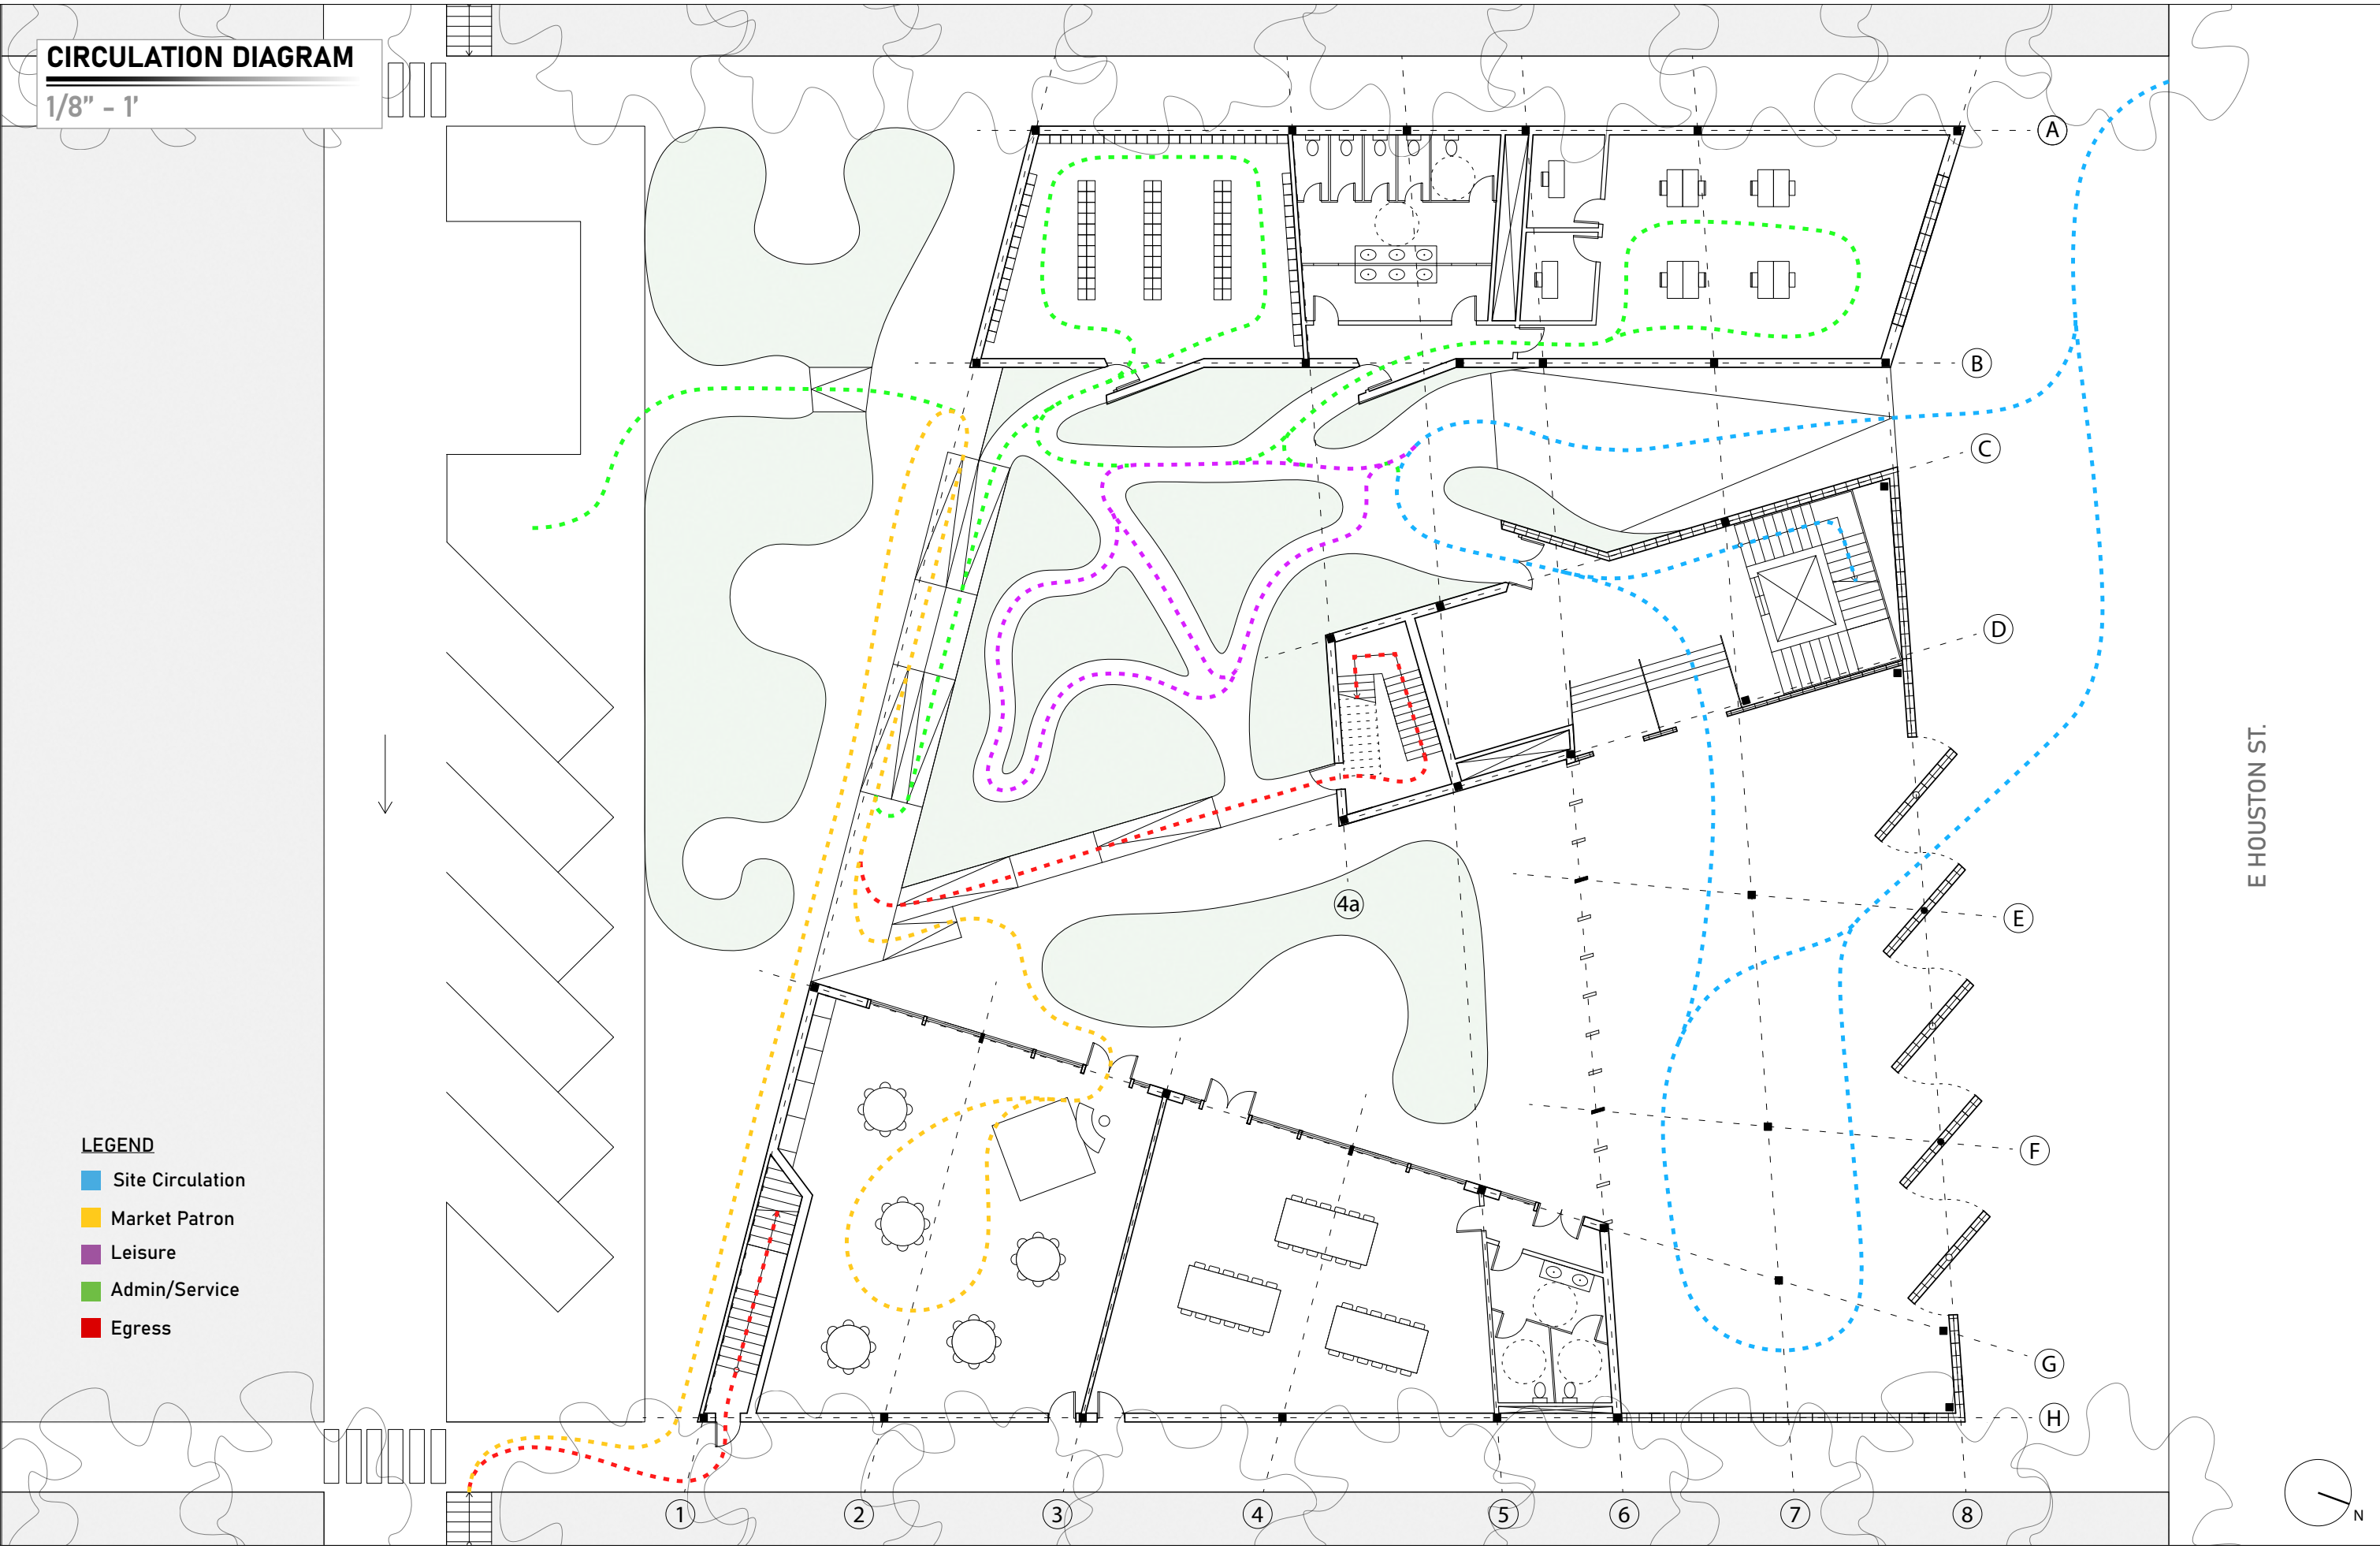 CIRCULATION DIAGRAM
1/8" - 1'
A
B
C
D
E HOUSTON ST.
4a
E
F
LEGEND
Site Circulation
Market Patron
Leisure
Admin/Service
Egress
G
H
1
2
3
4
5
6
7
8
N